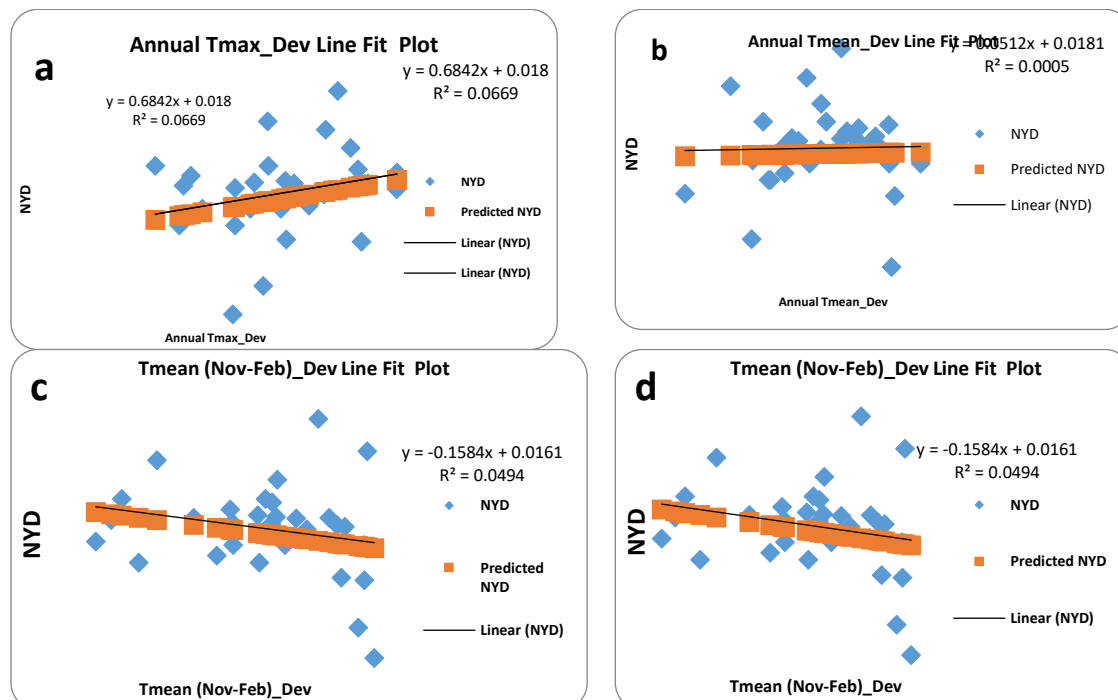 Annual Tmax_Dev Line Fit Plot
a
y = 0.6842x + 0.018
R² = 0.0669
y = 0.6842x + 0.018
R² = 0.0669
NYD
NYD
Predicted NYD
Linear (NYD)
Linear (NYD)
Annual Tmax_Dev
Annual Tmean_Dev Line Fit Plot
b
y = 0.0512x + 0.0181
R² = 0.0005
NYD
NYD
Predicted NYD
Linear (NYD)
Annual Tmean_Dev
Tmean (Nov-Feb)_Dev Line Fit Plot
c
y = -0.1584x + 0.0161
R² = 0.0494
NYD
NYD
Predicted
NYD
Linear (NYD)
Tmean (Nov-Feb)_Dev
Tmean (Nov-Feb)_Dev Line Fit Plot
d
y = -0.1584x + 0.0161
R² = 0.0494
NYD
NYD
Predicted NYD
Linear (NYD)
Tmean (Nov-Feb)_Dev